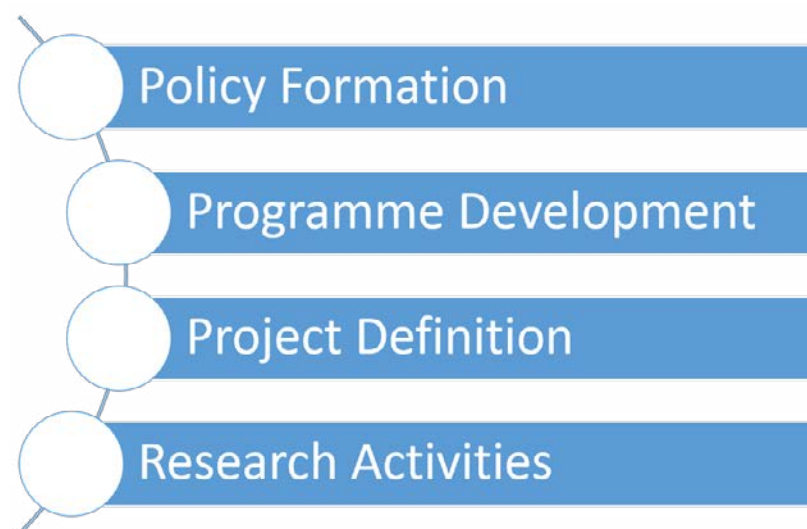 Policy Formation
Programme Development
Project Definition
Research Activities